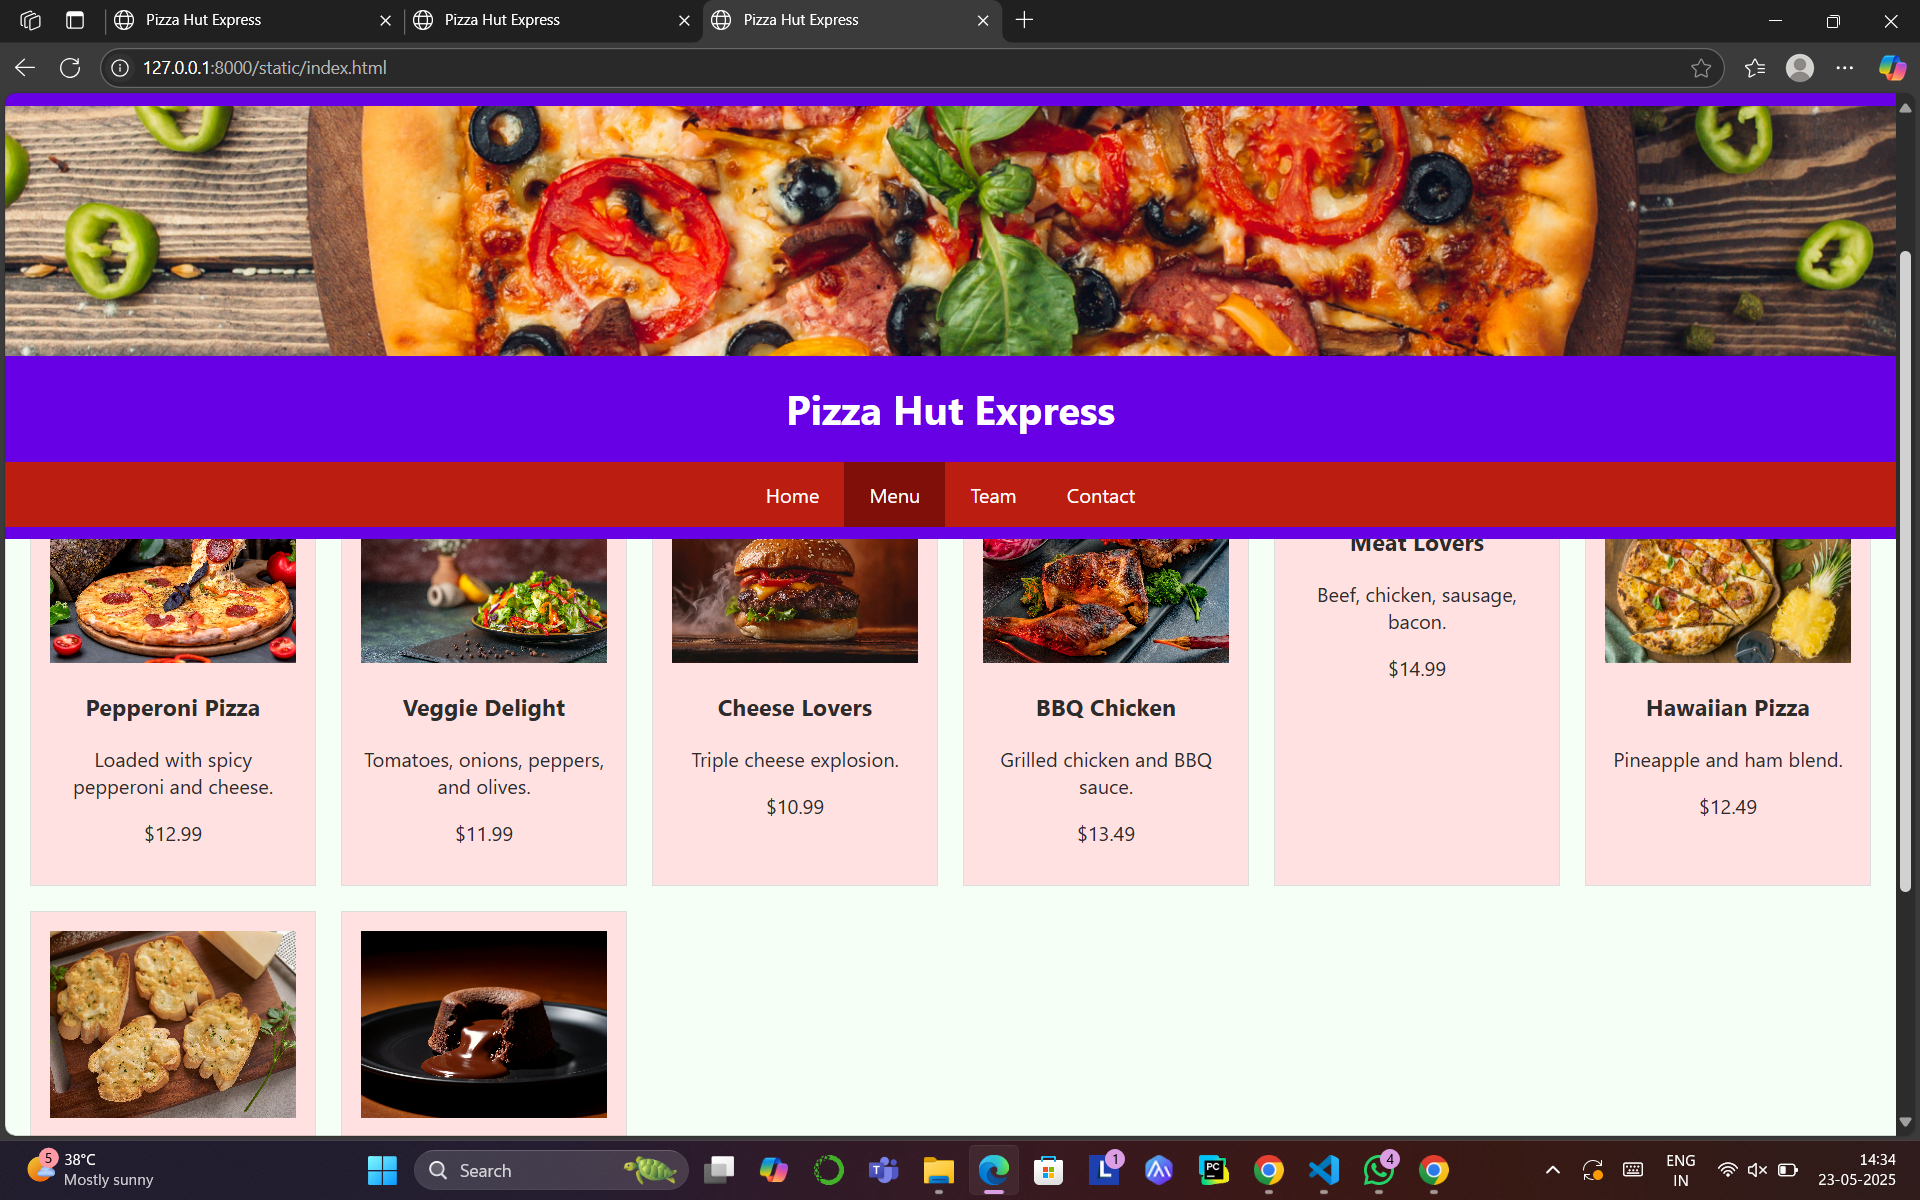 Pizza Hut Express
Pizza Hut Express
Pizza Hut Express
127.0.0.1:8000/static/index.html
Pizza Hut Express
Home
Menu
Team
Contact
Pepperoni Pizza
Loaded with spicy
pepperoni and cheese.
$12.99
Veggie Delight
Tomatoes, onions, peppers,
and olives.
$11.99
Cheese Lovers
Triple cheese explosion.
$10.99
BBQ Chicken
Grilled chicken and BBQ
sauce.
$13.49
Meat Lovers
Beef, chicken, sausage,
bacon.
$14.99
Hawaiian Pizza
Pineapple and ham blend.
$12.49
5
38°C
Mostly sunny
Search
T
L
1
PC
4
ENG
IN
14:34
23-05-2025